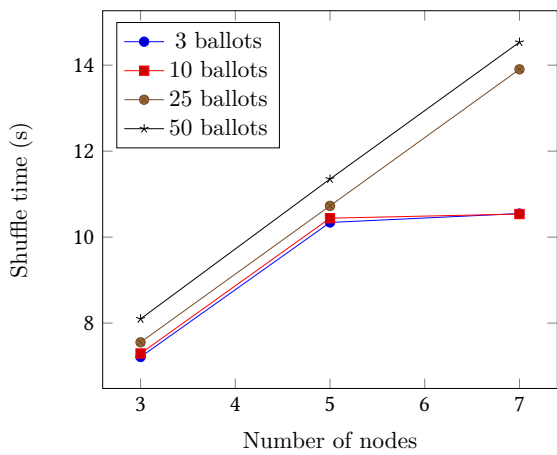 3 ballots
10 ballots
25 ballots
50 ballots
14
12
10
8
Shuffle time (s)
3 4 5 6 7
Number of nodes